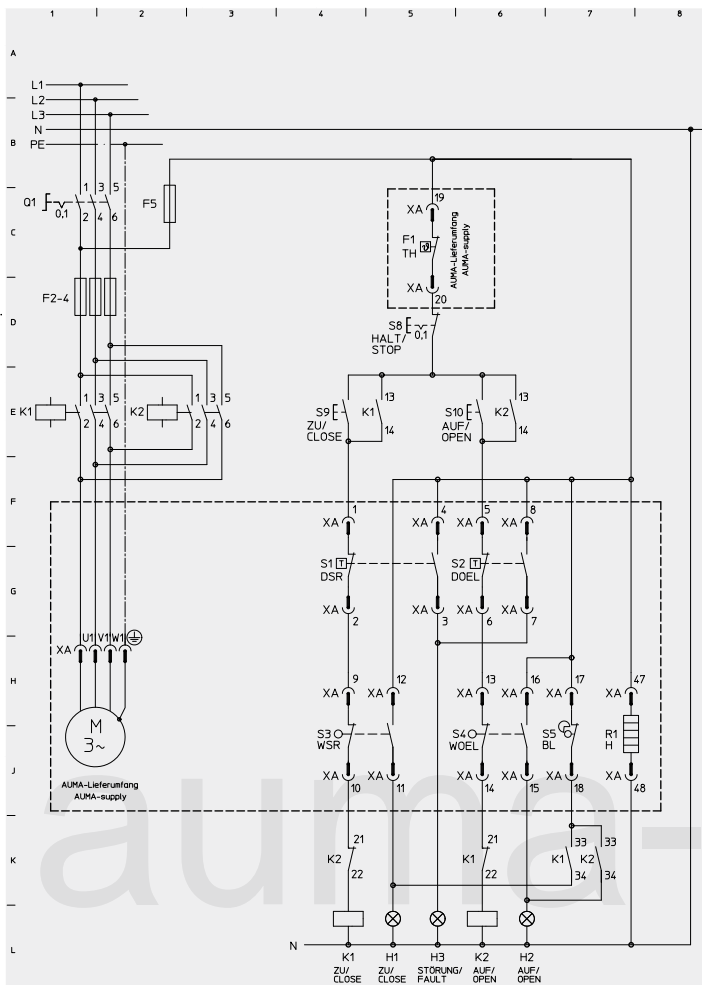 1 2 3 4 5 6 7 8
A
L1
L2
L3
N
B
PE
1 3 5
Q1
0,1
2 4 6
F5
19
XA
C
F1
TH
ϑ
AUMA-Lieferumfang
AUMA-supply
XA
20
F2-4
D
S8
0,1
HALT/
STOP
1 3 5
1 3 5
13
13
E
K1
K2
S9
K1
S10
K2
2 4 6
2 4 6
ZU/
CLOSE
14
AUF/
OPEN
14
F
1 4 5 8
XA XA XA XA
S1 T
DSR
S2 T
DOEL
G
XA XA XA XA
2 3 6 7
U1 V1 W1
XA
H
9 12 13 16 17 47
XA XA XA XA XA XA
M
3~
S3
WSR
S4
WOEL
S5
BL
R1
H
J
XA XA XA XA XA XA
10 11 14 15 18 48
AUMA-Lieferumfang
AUMA-supply
auma-
21 21 33 33
K
K2 K1 K1 K2
22 22 34 34
L
N
K1 H1 H3 K2 H2
ZU/
CLOSE
ZU/
CLOSE
STÖRUNG/
FAULT
AUF/
OPEN
AUF/
OPEN